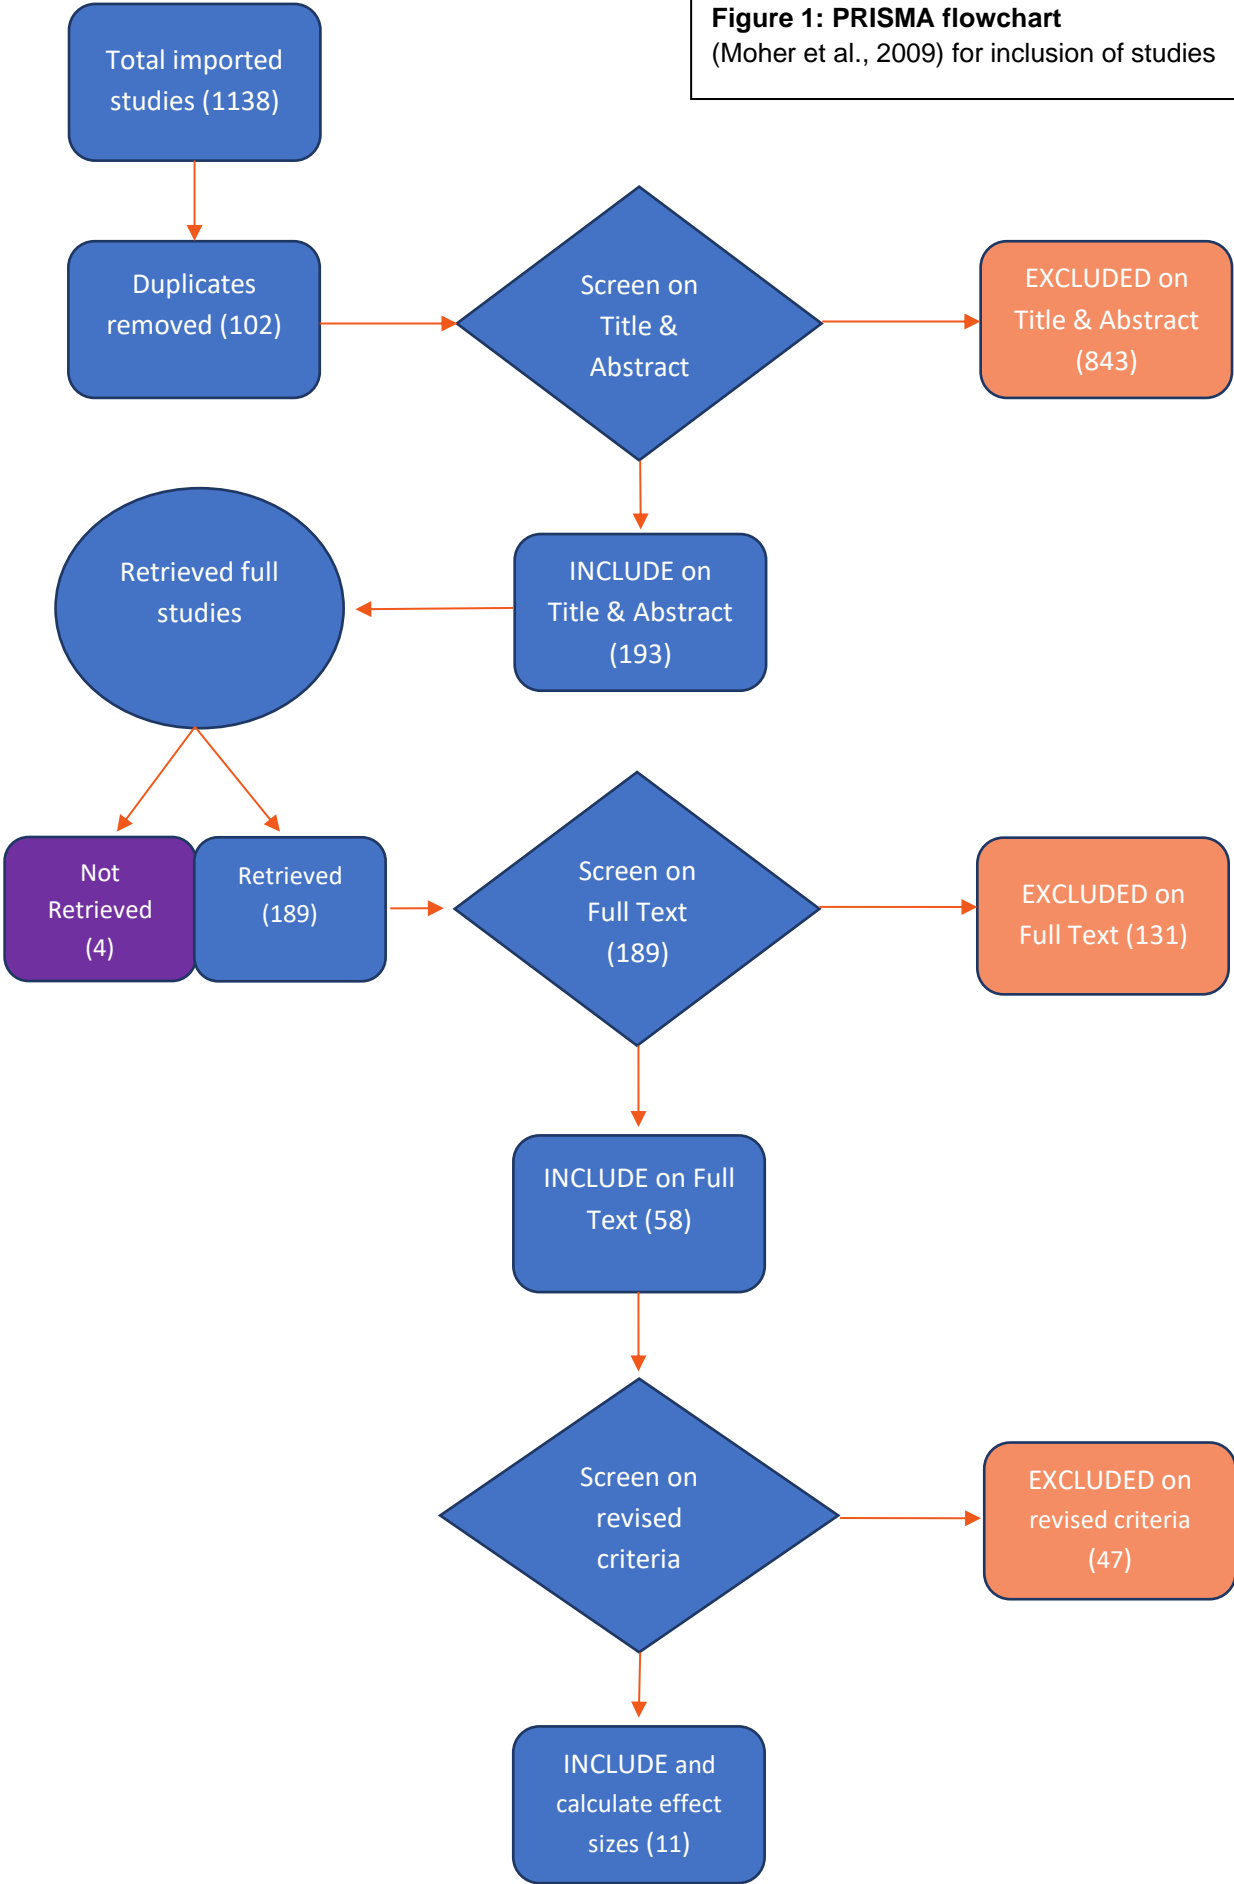 Figure 1: PRISMA flowchart
(Moher et al., 2009) for inclusion of studies
Total imported
studies (1138)
Duplicates
removed (102)
Screen on
Title &
Abstract
EXCLUDED on
Title & Abstract
(843)
INCLUDE on
Title & Abstract
(193)
Retrieved full
studies
Not
Retrieved
(4)
Retrieved
(189)
Screen on
Full Text
(189)
EXCLUDED on
Full Text (131)
INCLUDE on Full
Text (58)
Screen on
revised
criteria
EXCLUDED on
revised criteria
(47)
INCLUDE and
calculate effect
sizes (11)